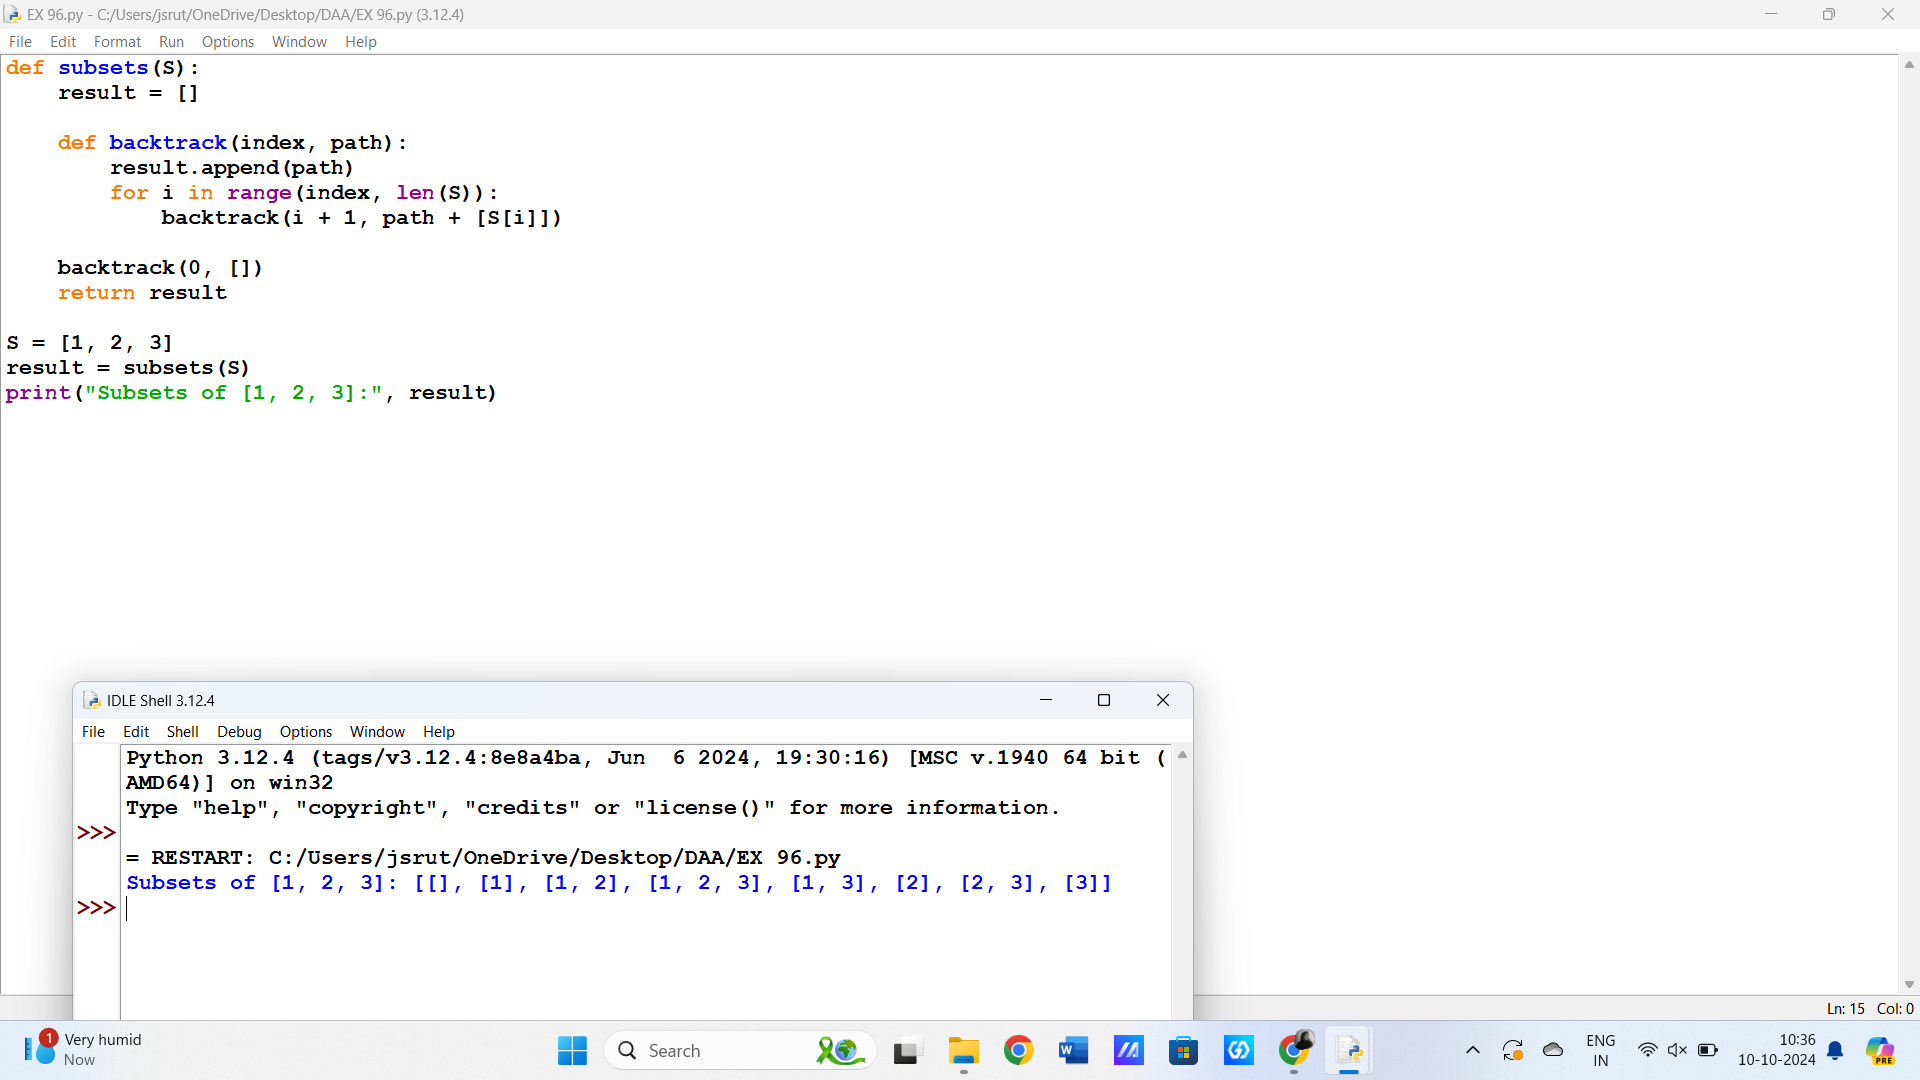 EX 96.py - C:/Users/jsrut/OneDrive/Desktop/DAA/EX 96.py (3.12.4)
File Edit Format Run Options Window Help
def subsets(S):
    result = []

    def backtrack(index, path):
        result.append(path)
        for i in range(index, len(S)):
            backtrack(i + 1, path + [S[i]])

    backtrack(0, [])
    return result

S = [1, 2, 3]
result = subsets(S)
print("Subsets of [1, 2, 3]:", result)
IDLE Shell 3.12.4
File Edit Shell Debug Options Window Help
Python 3.12.4 (tags/v3.12.4:8e8a4ba, Jun  6 2024, 19:30:16) [MSC v.1940 64 bit (
AMD64)] on win32
Type "help", "copyright", "credits" or "license()" for more information.
>>>
= RESTART: C:/Users/jsrut/OneDrive/Desktop/DAA/EX 96.py
Subsets of [1, 2, 3]: [[], [1], [1, 2], [1, 2, 3], [1, 3], [2], [2, 3], [3]]
>>>
Ln: 15 Col: 0
1
Very humid
Now
Search
W
ENG
IN
10:36
10-10-2024
PRE